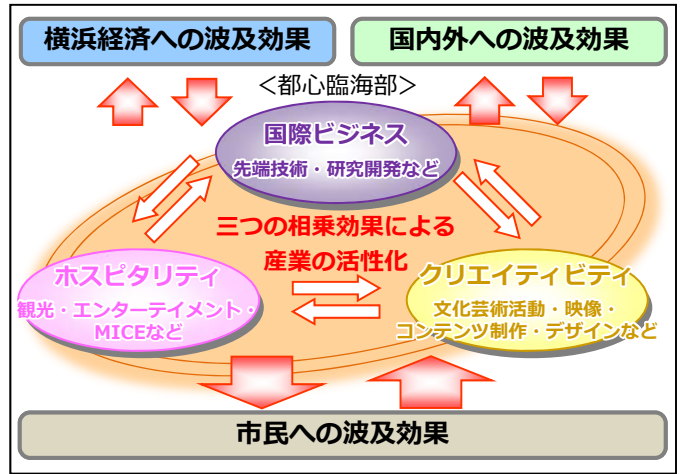 横浜経済への波及効果
国内外への波及効果
＜都心臨海部＞
国際ビジネス
先端技術・研究開発など
三つの相乗効果による
産業の活性化
ホスピタリティ
観光・エンターテイメント・
MICEなど
クリエイティビティ
文化芸術活動・映像・
コンテンツ制作・デザインなど
市民への波及効果